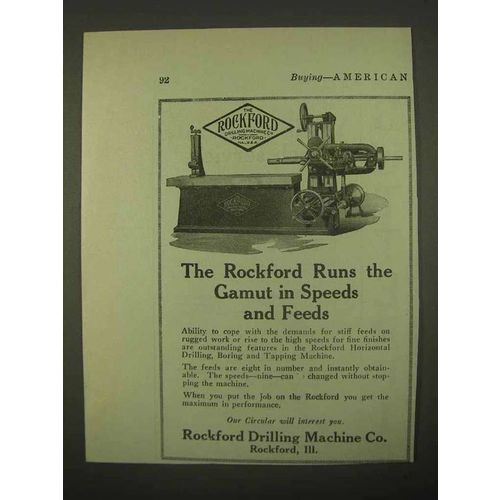 92
Buying—AMERICAN
THE
ROCKFORD
DRILLING MACHINE CO.
ROCKFORD
ILL. U.S.A.
ROCKFORD
The Rockford Runs the
Gamut in Speeds
and Feeds
Ability to cope with the demands for stiff feeds on
rugged work or rise to the high speeds for fine finishes
are outstanding features in the Rockford Horizontal
Drilling, Boring and Tapping Machine.
The feeds are eight in number and instantly obtain-
able. The speeds—nine—can changed without stop-
ping the machine.
When you put the job on the Rockford you get the
maximum in performance.
Our Circular will interest you.
Rockford Drilling Machine Co.
Rockford, Ill.